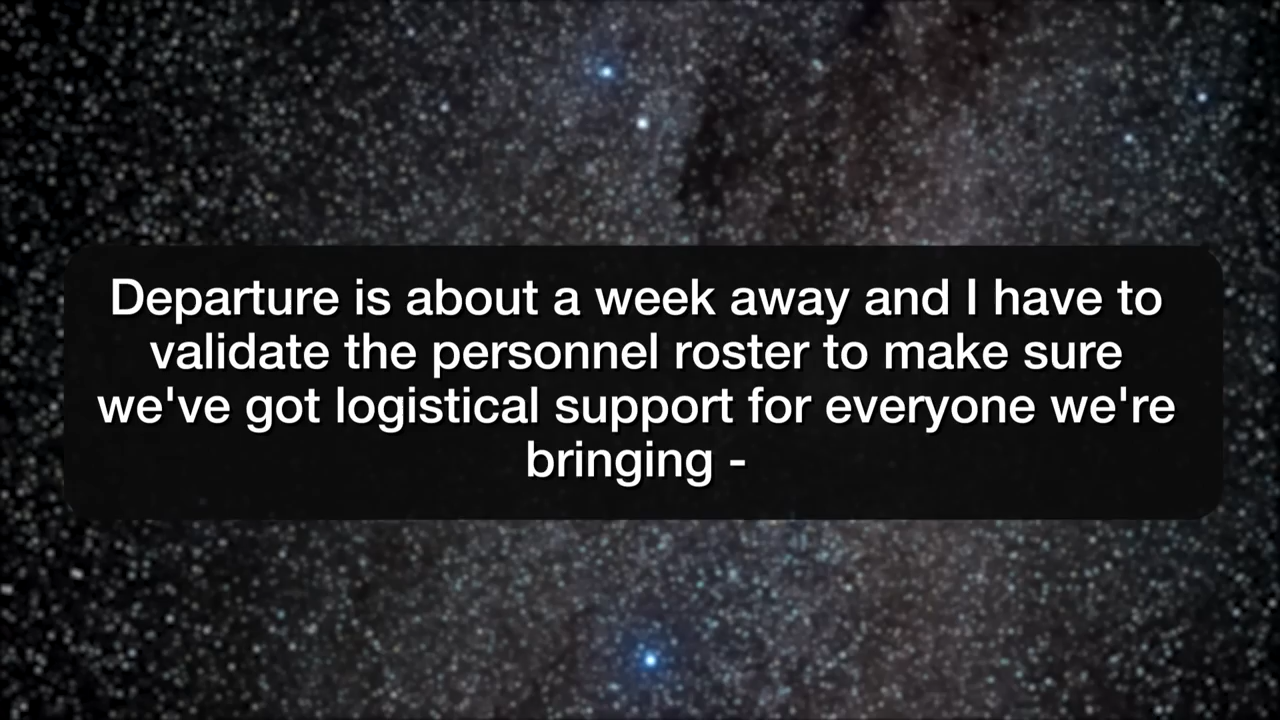 Departure is about a week away and I have to
validate the personnel roster to make sure
we've got logistical support for everyone we're
bringing -